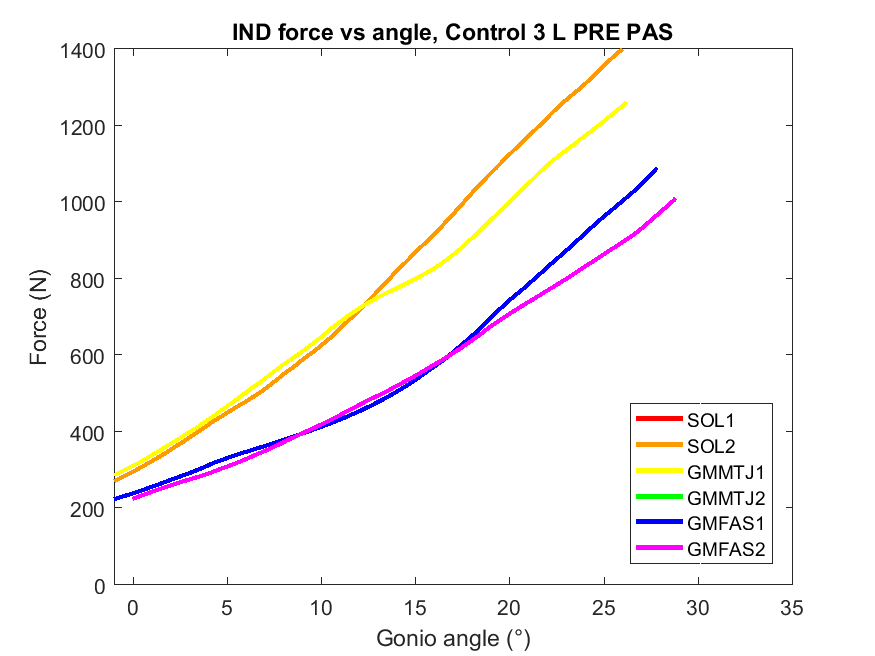 IND force vs angle, Control 3 L PRE PAS
1400
1200
1000
800
600
400
200
0
Force (N)
0 5 10 15 20 25 30 35
Gonio angle (°)
SOL1
SOL2
GMMTJ1
GMMTJ2
GMFAS1
GMFAS2